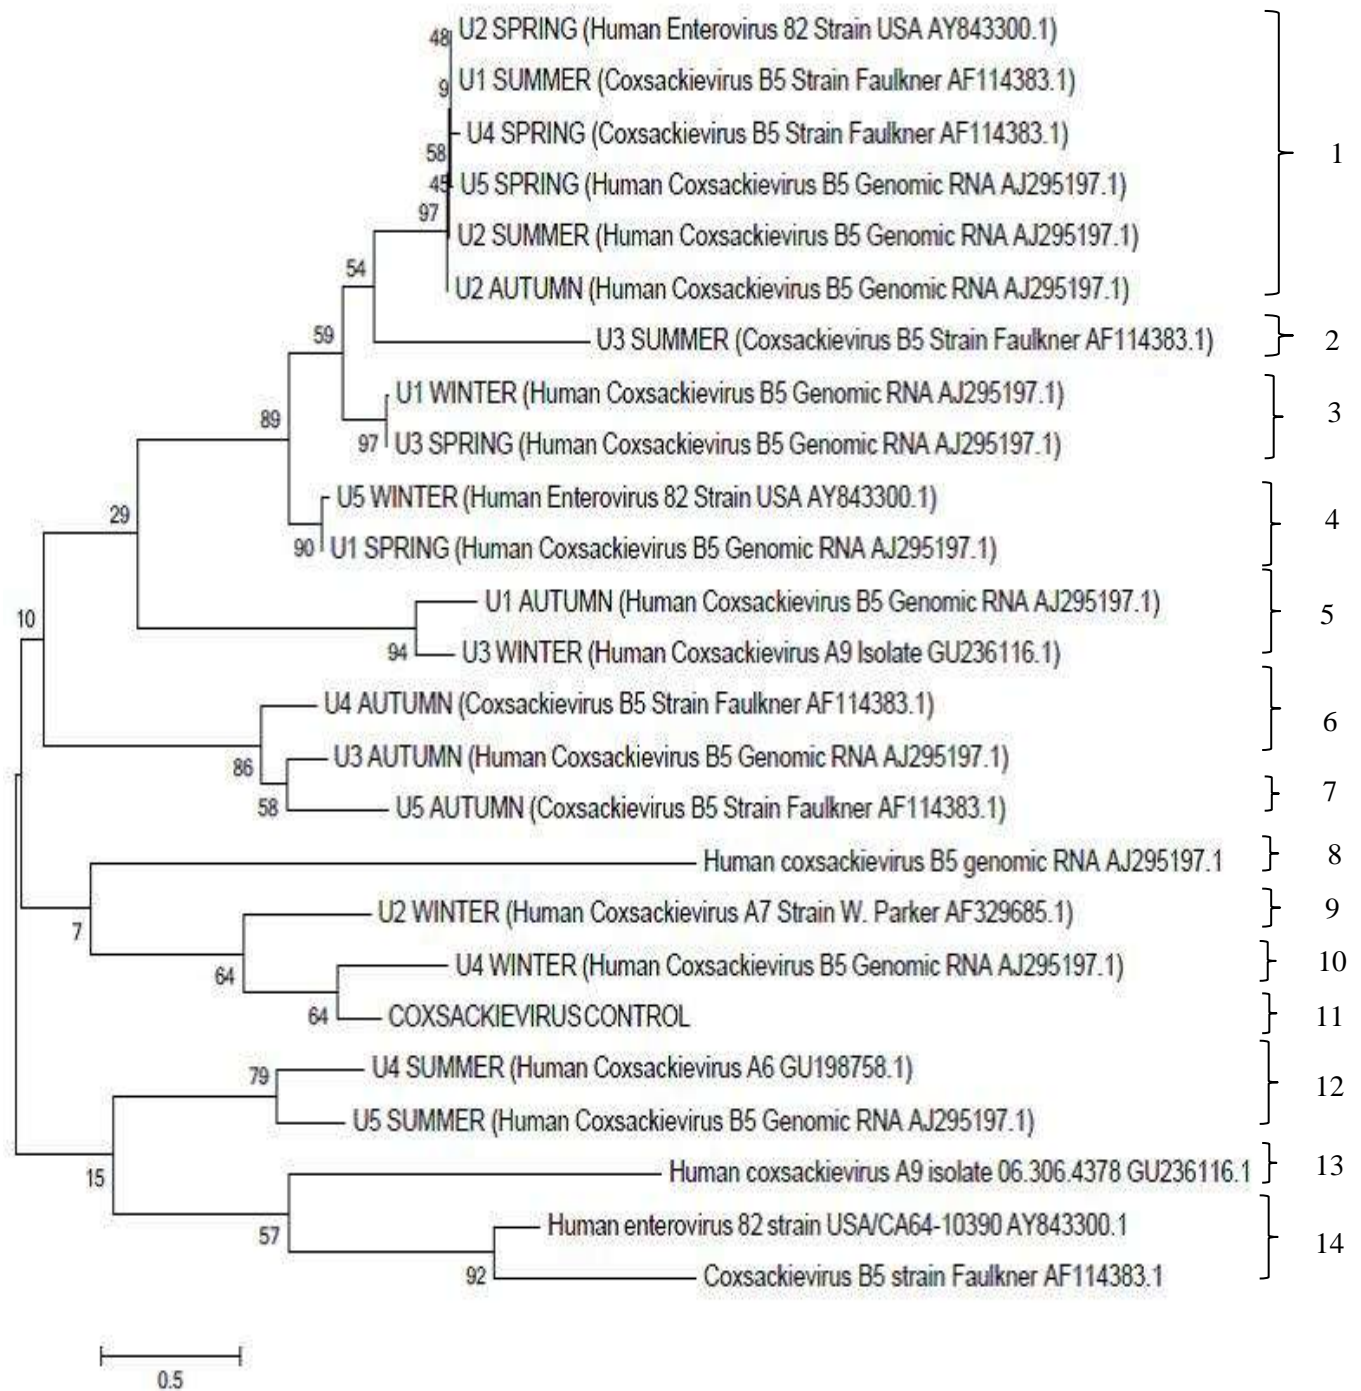 48 U2 SPRING (Human Enterovirus 82 Strain USA AY843300.1)
9 U1 SUMMER (Coxsackievirus B5 Strain Faulkner AF114383.1)
U4 SPRING (Coxsackievirus B5 Strain Faulkner AF114383.1)
58
1
45 U5 SPRING (Human Coxsackievirus B5 Genomic RNA AJ295197.1)
97
U2 SUMMER (Human Coxsackievirus B5 Genomic RNA AJ295197.1)
54
U2 AUTUMN (Human Coxsackievirus B5 Genomic RNA AJ295197.1)
59
U3 SUMMER (Coxsackievirus B5 Strain Faulkner AF114383.1) 2
U1 WINTER (Human Coxsackievirus B5 Genomic RNA AJ295197.1)
89
3
97 U3 SPRING (Human Coxsackievirus B5 Genomic RNA AJ295197.1)
U5 WINTER (Human Enterovirus 82 Strain USA AY843300.1)
29
4
90 U1 SPRING (Human Coxsackievirus B5 Genomic RNA AJ295197.1)
U1 AUTUMN (Human Coxsackievirus B5 Genomic RNA AJ295197.1)
10
5
94 U3 WINTER (Human Coxsackievirus A9 Isolate GU236116.1)
U4 AUTUMN (Coxsackievirus B5 Strain Faulkner AF114383.1)
6
U3 AUTUMN (Human Coxsackievirus B5 Genomic RNA AJ295197.1)
86
7
58 U5 AUTUMN (Coxsackievirus B5 Strain Faulkner AF114383.1)
Human coxsackievirus B5 genomic RNA AJ295197.1 8
U2 WINTER (Human Coxsackievirus A7 Strain W. Parker AF329685.1) 9
7
U4 WINTER (Human Coxsackievirus B5 Genomic RNA AJ295197.1) 10
64
64 COXSACKIEVIRUS CONTROL 11
79 U4 SUMMER (Human Coxsackievirus A6 GU198758.1)
12
U5 SUMMER (Human Coxsackievirus B5 Genomic RNA AJ295197.1)
15
Human coxsackievirus A9 isolate 06.306.4378 GU236116.1 13
Human enterovirus 82 strain USA/CA64-10390 AY843300.1
57
14
92 Coxsackievirus B5 strain Faulkner AF114383.1
0.5